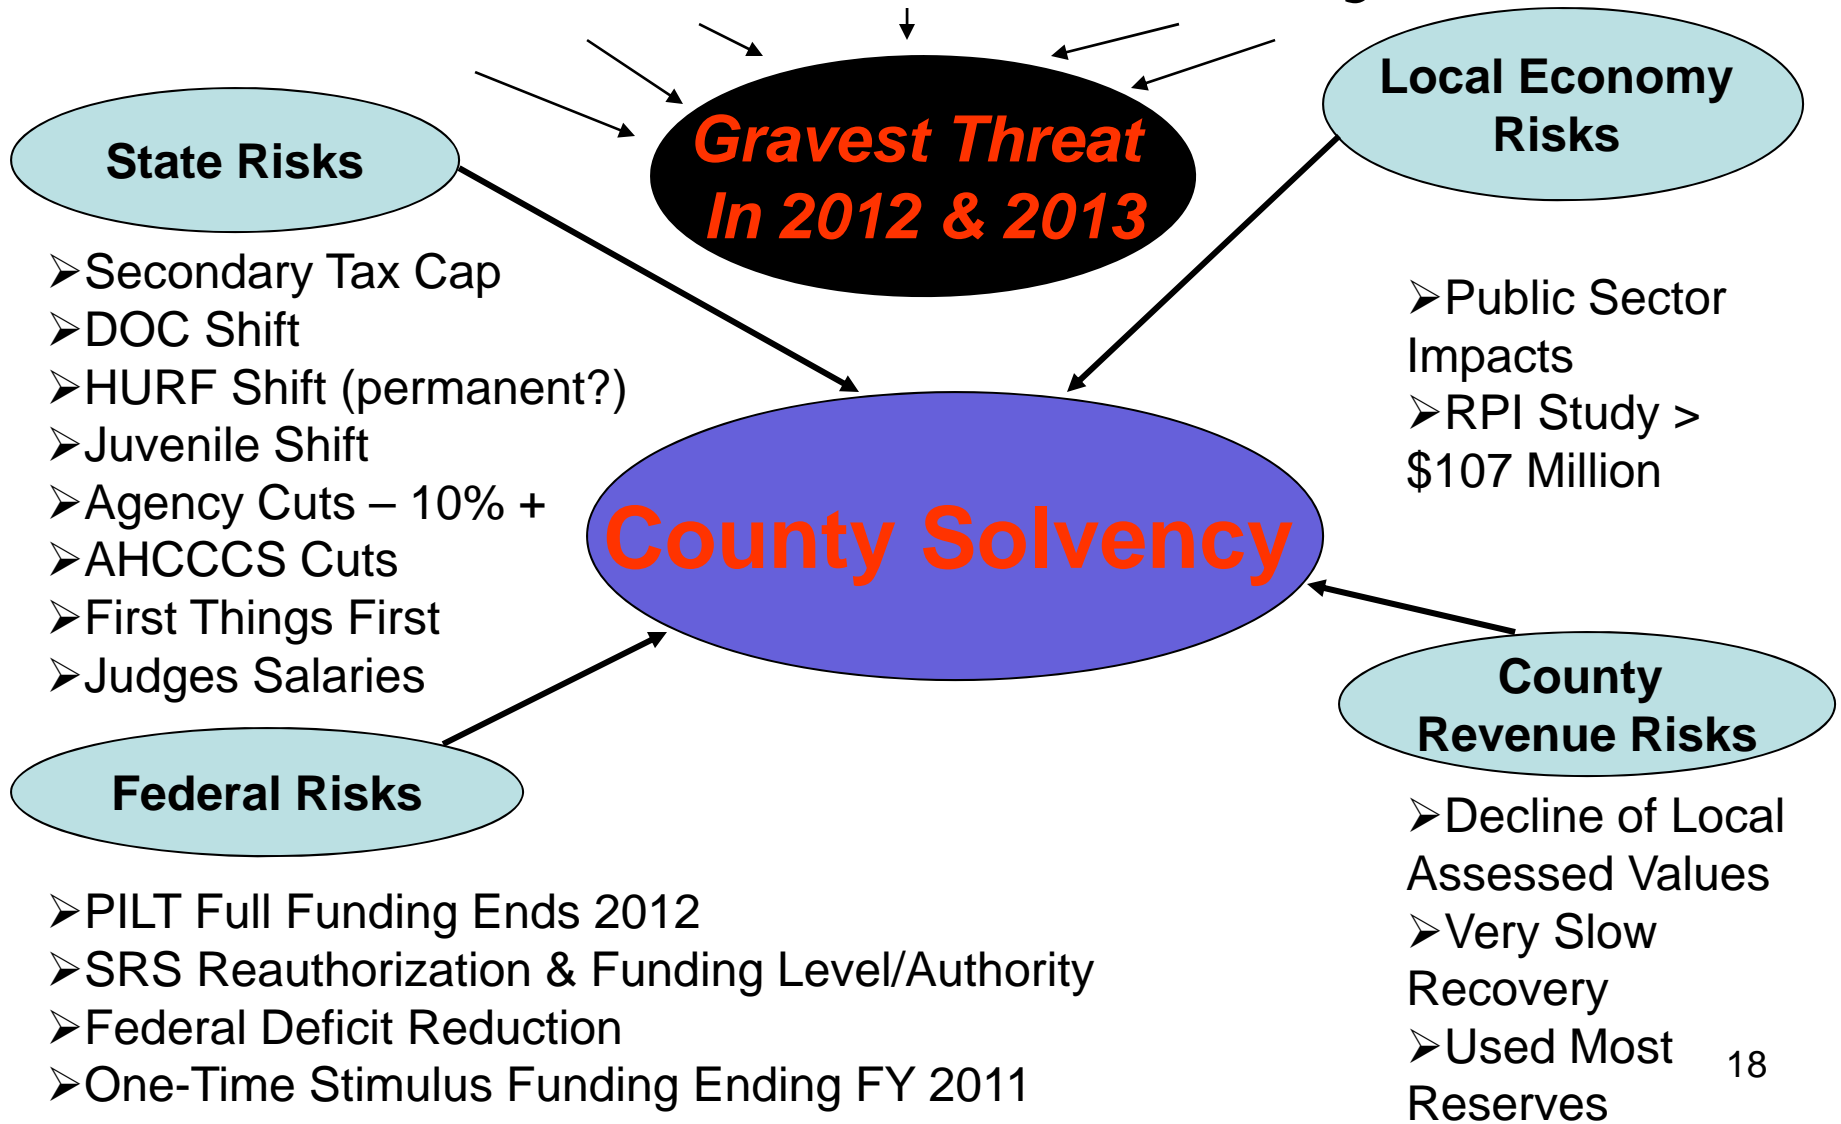 Gravest Threat
In 2012 & 2013
Local Economy
Risks
State Risks
➢Secondary Tax Cap
➢DOC Shift
➢HURF Shift (permanent?)
➢Juvenile Shift
➢Agency Cuts – 10% +
➢AHCCCS Cuts
➢First Things First
➢Judges Salaries
➢Public Sector
Impacts
➢RPI Study >
$107 Million
County Solvency
County
Revenue Risks
Federal Risks
➢PILT Full Funding Ends 2012
➢SRS Reauthorization & Funding Level/Authority
➢Federal Deficit Reduction
➢One-Time Stimulus Funding Ending FY 2011
➢Decline of Local
Assessed Values
➢Very Slow
Recovery
➢Used Most
Reserves
18